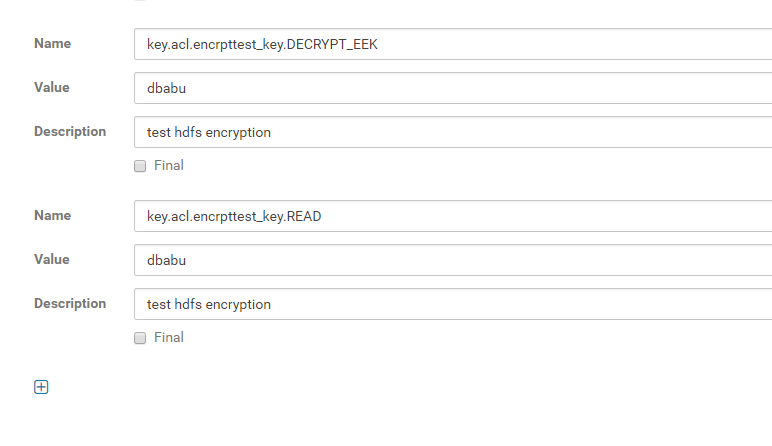 Name key.acl.encrpttest_key.DECRYPT_EEK
Value dbabu
Description test hdfs encryption
Final
Name key.acl.encrpttest_key.READ
Value dbabu
Description test hdfs encryption
Final